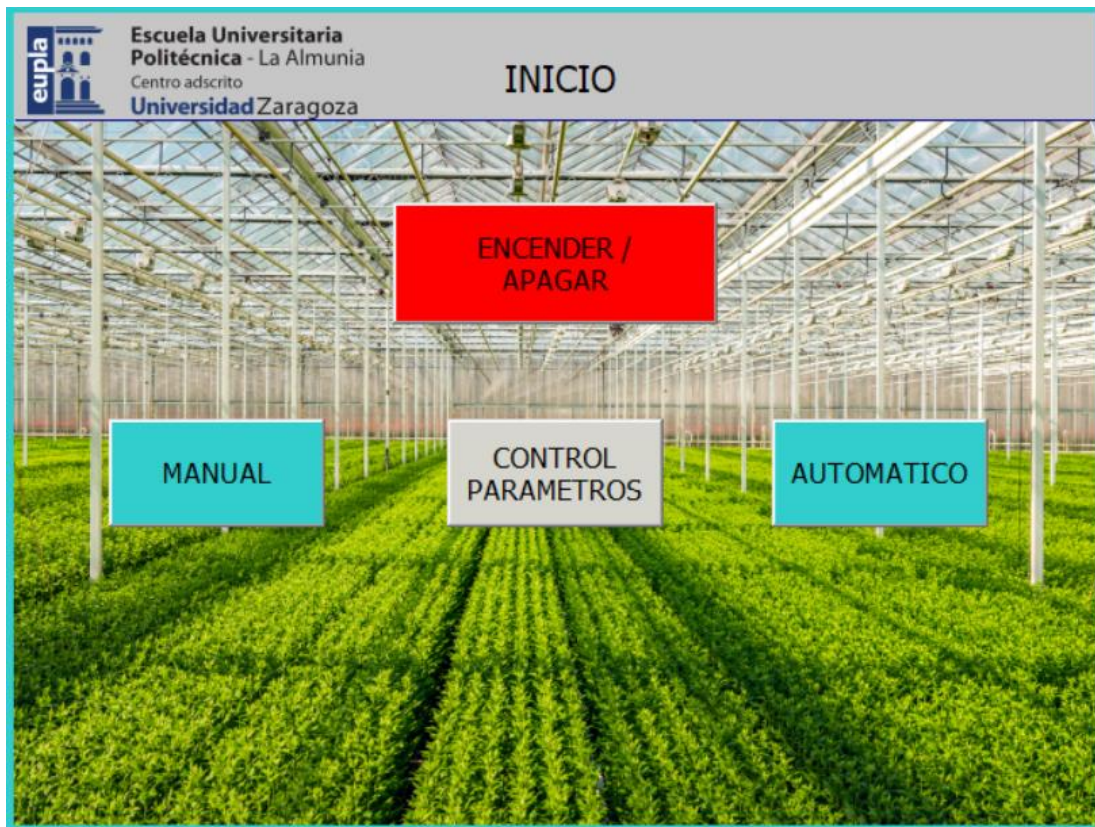 eupla
Escuela Universitaria
Politécnica - La Almunia
Centro adscrito
Universidad Zaragoza
INICIO
ENCENDER /
APAGAR
MANUAL
CONTROL
PARAMETROS
AUTOMATICO